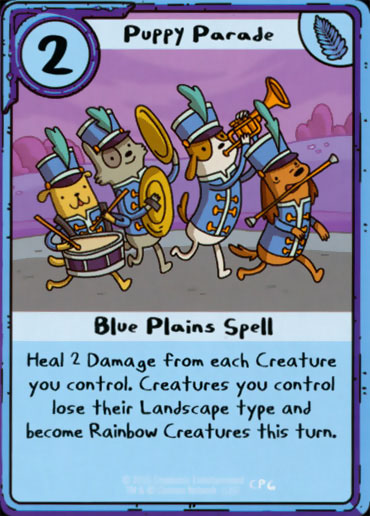 2
Puppy Parade
Blue Plains Spell
Heal 2 Damage from each Creature
you control. Creatures you control
lose their Landscape type and
become Rainbow Creatures this turn.
CPG